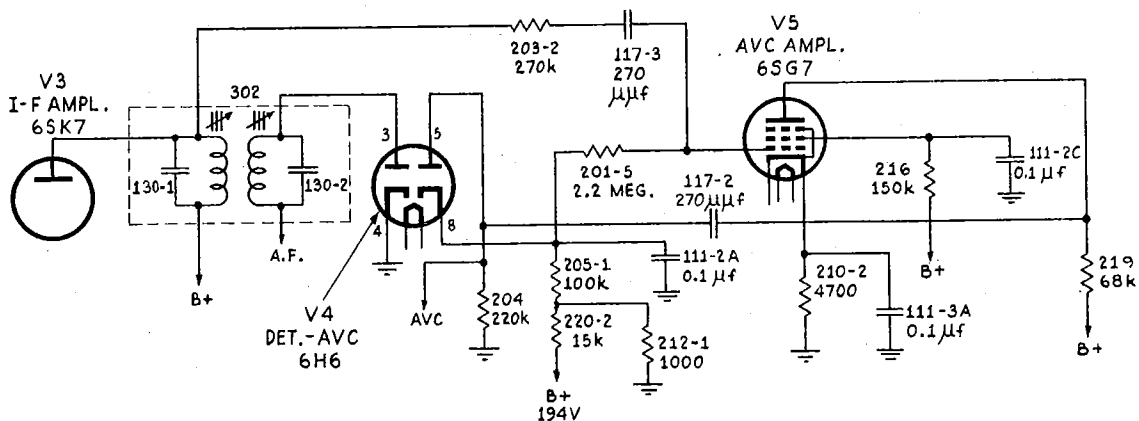 V3
I-F AMPL.
6SK7
302
130-1
130-2
B+
A.F.
203-2
270k
117-3
270
μμf
3
5
4
8
V4
DET.-AVC
6H6
AVC
204
220k
201-5
2.2 MEG.
117-2
270μμf
111-2A
0.1 μf
205-1
100k
220-2
15k
212-1
1000
B+
194V
V5
AVC AMPL.
6SG7
216
150k
B+
111-2C
0.1 μf
210-2
4700
111-3A
0.1 μf
219
68k
B+